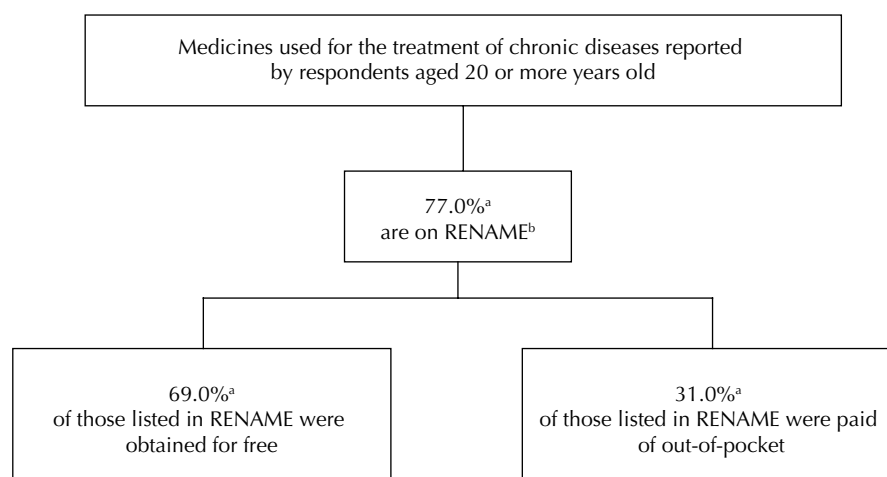 Medicines used for the treatment of chronic diseases reported
by respondents aged 20 or more years old
77.0%ᵃ
are on RENAMEᵇ
69.0%ᵃ
of those listed in RENAME were
obtained for free
31.0%ᵃ
of those listed in RENAME were paid
of out-of-pocket